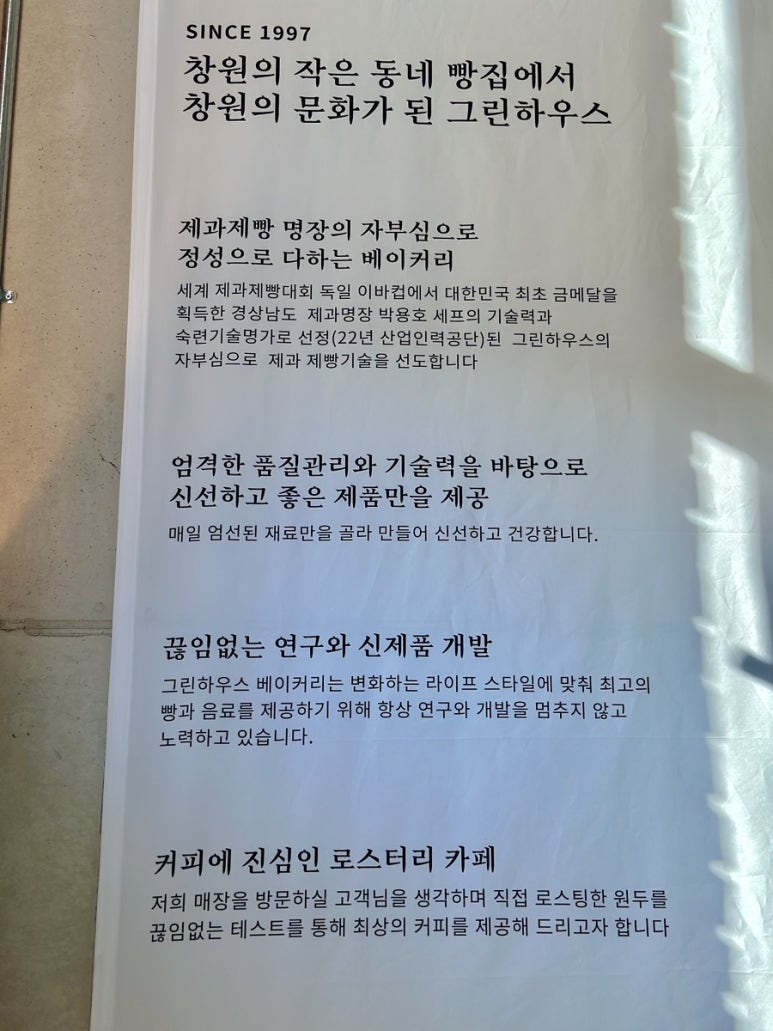 SINCE 1997
창원의 작은 동네 빵집에서
창원의 문화가 된 그린하우스
제과제빵 명장의 자부심으로
정성으로 다하는 베이커리
세계 제과제빵대회 독일 이바컵에서 대한민국 최초 금메달을
획득한 경상남도 제과명장 박용호 셰프의 기술력과
숙련기술명가로 선정(22년 산업인력공단)된 그린하우스의
자부심으로 제과 제빵기술을 선도합니다
엄격한 품질관리와 기술력을 바탕으로
신선하고 좋은 제품만을 제공
매일 엄선된 재료만을 골라 만들어 신선하고 건강합니다.
끊임없는 연구와 신제품 개발
그린하우스 베이커리는 변화하는 라이프 스타일에 맞춰 최고의
빵과 음료를 제공하기 위해 항상 연구와 개발을 멈추지 않고
노력하고 있습니다.
커피에 진심인 로스터리 카페
저희 매장을 방문하실 고객님을 생각하며 직접 로스팅한 원두를
끊임없는 테스트를 통해 최상의 커피를 제공해 드리고자 합니다